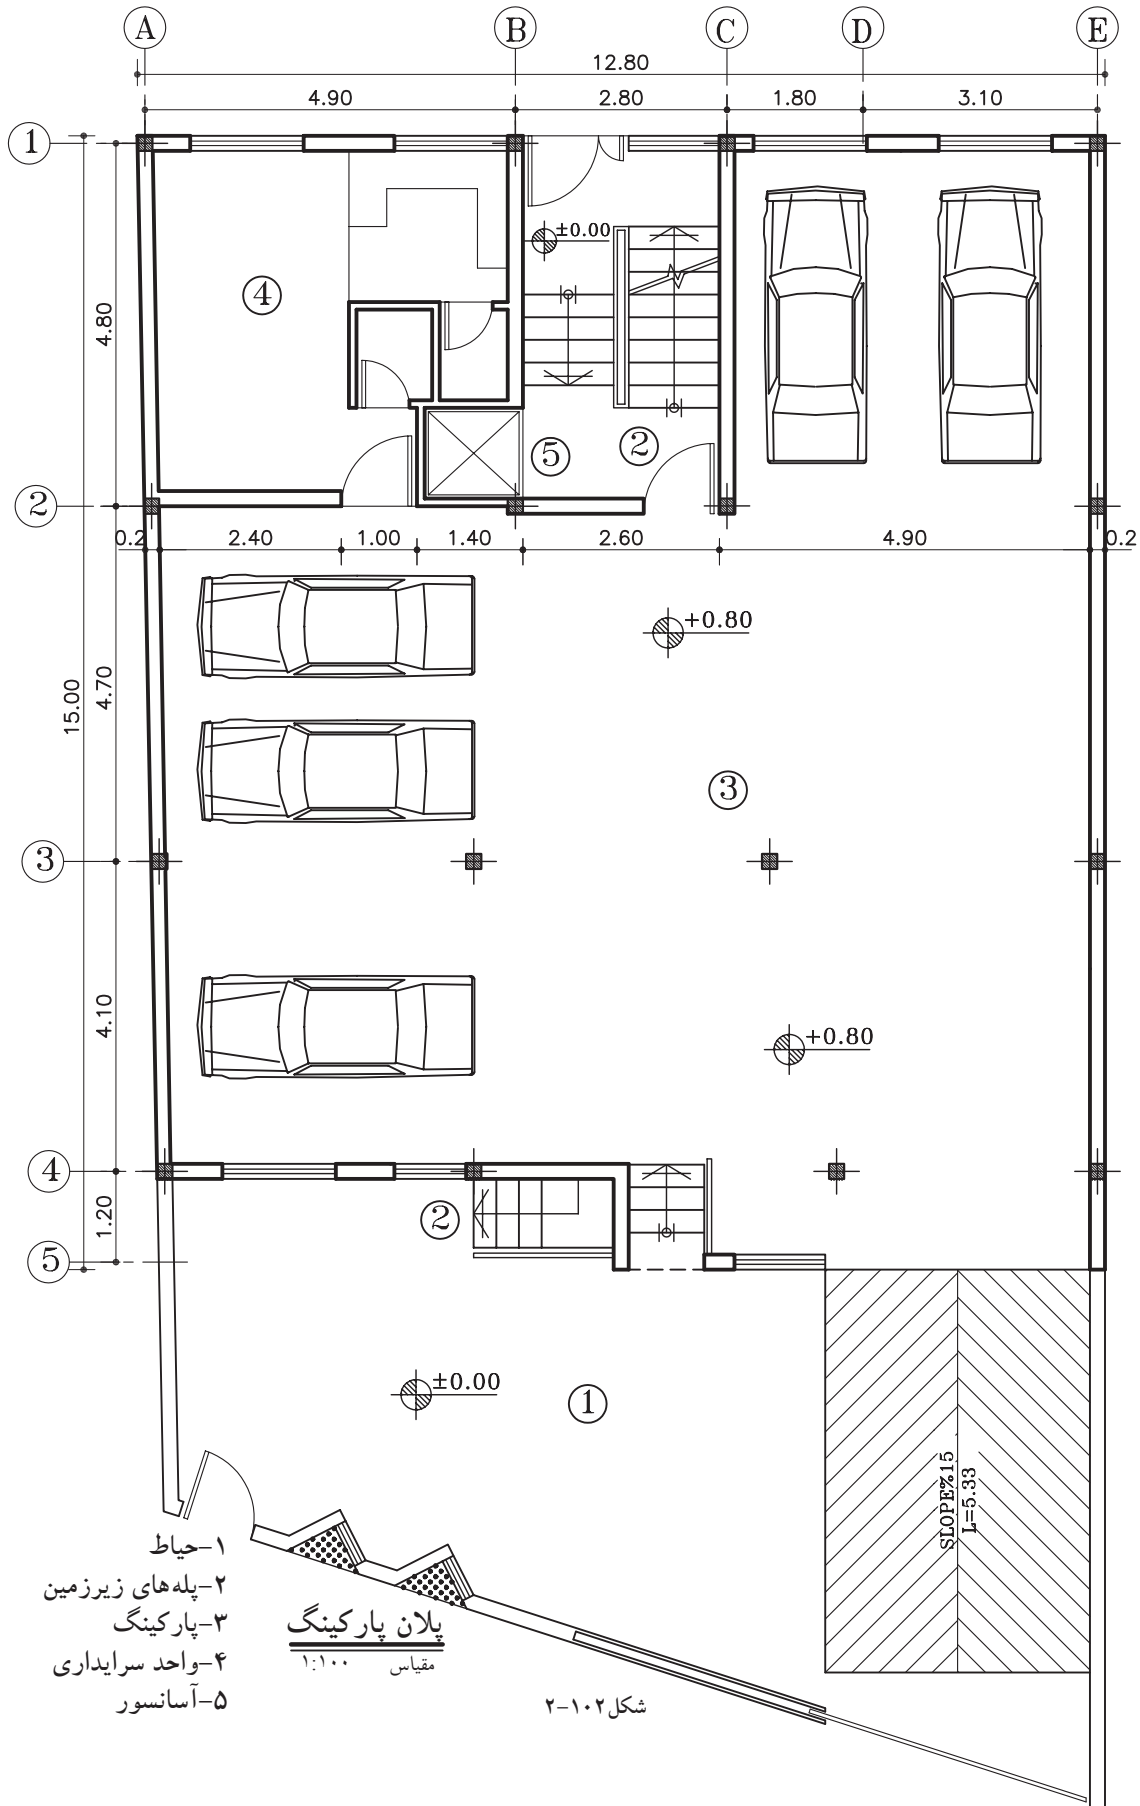 A B C D E
12.80
4.90 2.80 1.80 3.10
1
±0.00
4
4.80
5 2
2
0.2 2.40 1.00 1.40 2.60 4.90 0.2
+0.80
4.70
15.00
3
3
4.10
+0.80
4
1.20
2
5
±0.00
1
SLOPE%15
L=5.33
۱-حیاط
۲-پله‌های زیرزمین
۳-پارکینگ
۴-واحد سرایداری
۵-آسانسور
پلان پارکینگ
مقیاس ۱:۱۰۰
شکل ۱۰۲-۲